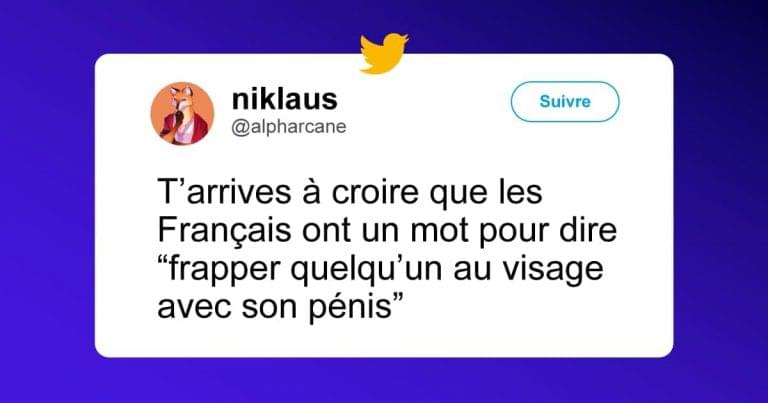 niklaus
@alpharcane
Suivre
T’arrives à croire que les
Français ont un mot pour dire
“frapper quelqu’un au visage
avec son pénis”